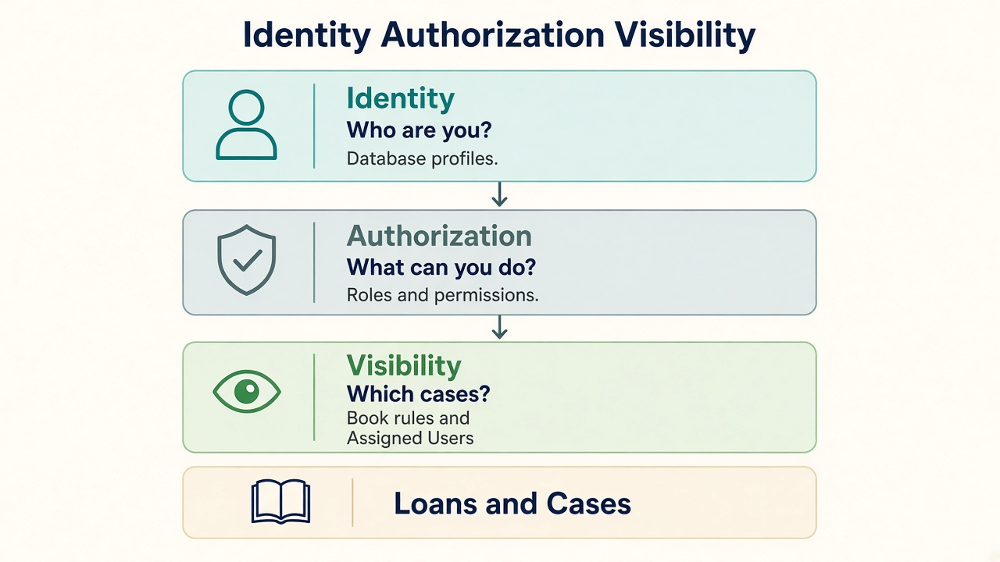 Identity Authorization Visibility
Identity
Who are you?
Database profiles.
Authorization
What can you do?
Roles and permissions.
Visibility
Which cases?
Book rules and
Assigned Users
Loans and Cases